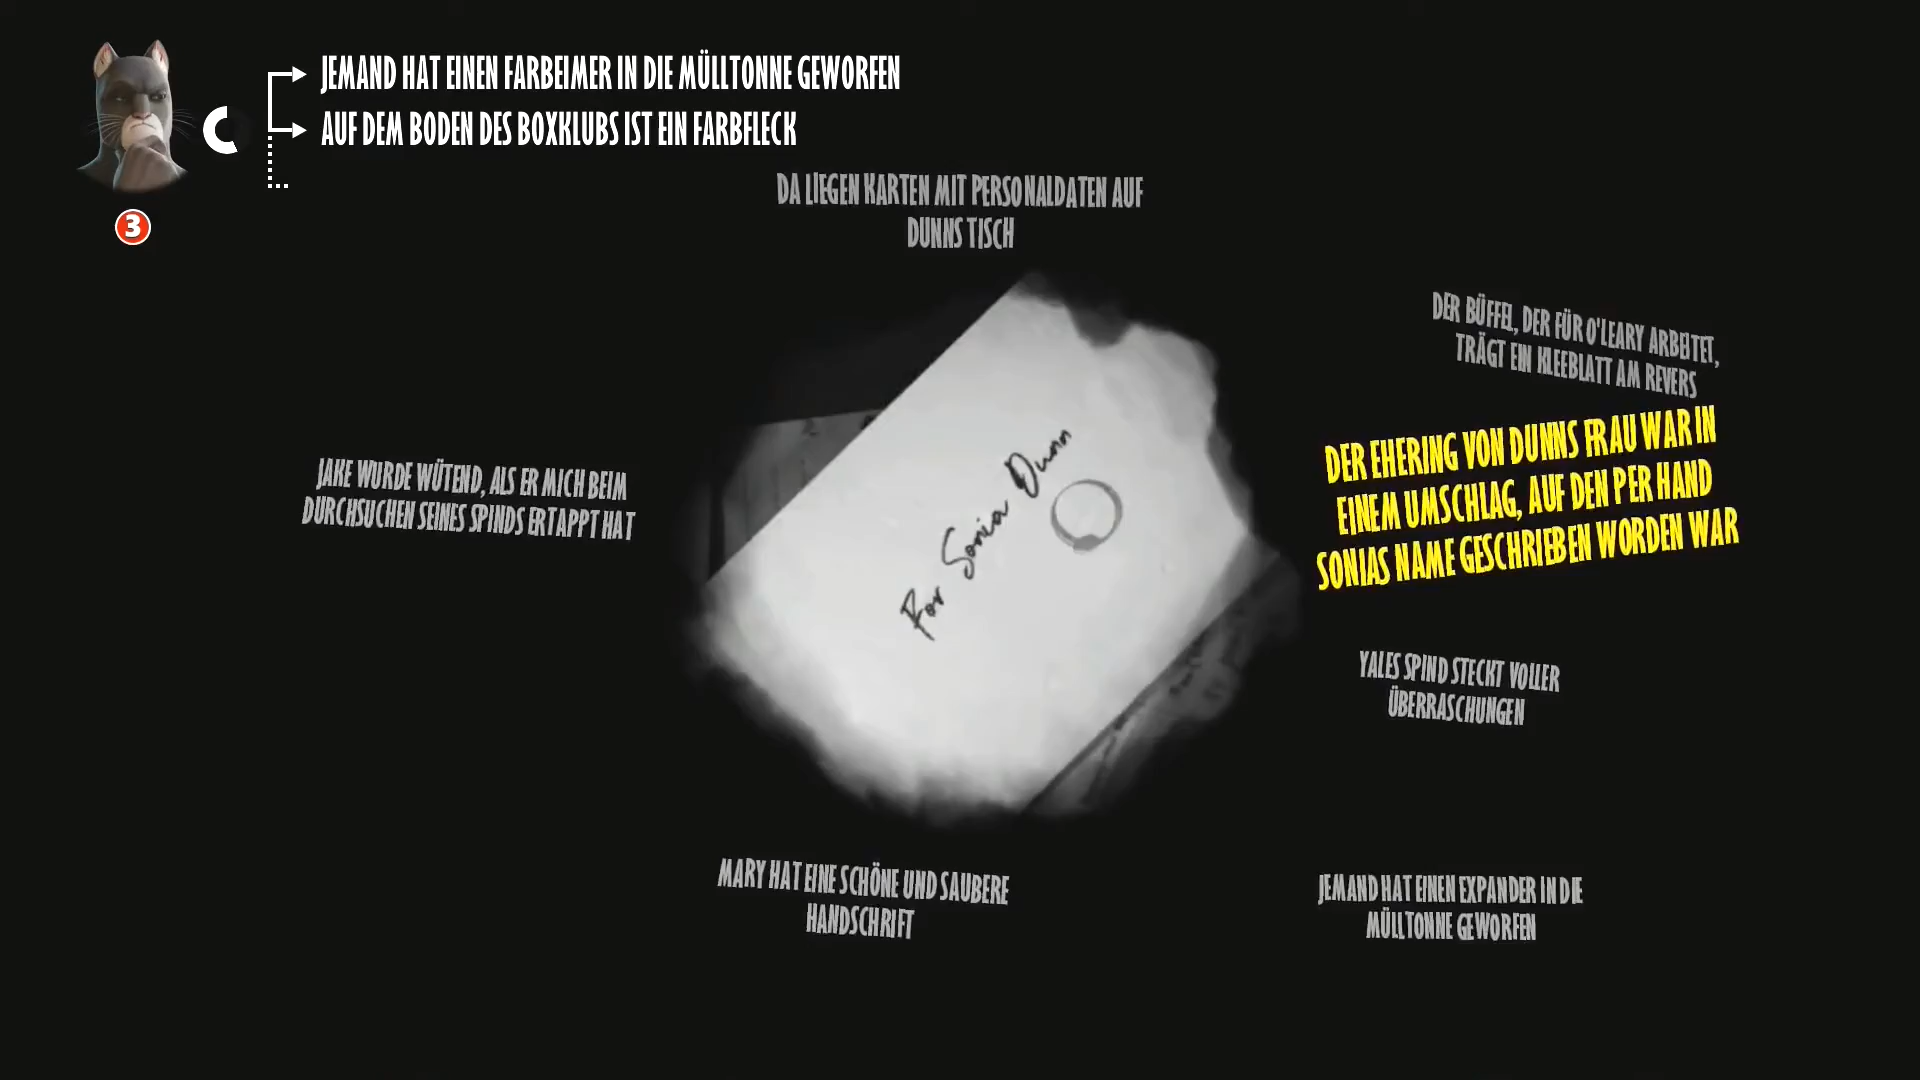 JEMAND HAT EINEN FARBEIMER IN DIE MÜLLTONNE GEWORFEN
AUF DEM BODEN DES BOXKLUBS IST EIN FARBFLECK
3
DA LIEGEN KARTEN MIT PERSONALDATEN AUF
DUNNS TISCH
DER BÜFFEL, DER FÜR O'LEARY ARBEITET,
TRÄGT EIN KLEEBLATT AM REVERS
DER EHERING VON DUNNS FRAU WAR IN
EINEM UMSCHLAG, AUF DEN PER HAND
SONIAS NAME GESCHRIEBEN WORDEN WAR
JAKE WURDE WÜTEND, ALS ER MICH BEIM
DURCHSUCHEN SEINES SPINDS ERTAPPT HAT
For Sonia Dunn
YALES SPIND STECKT VOLLER
ÜBERRASCHUNGEN
MARY HAT EINE SCHÖNE UND SAUBERE
HANDSCHRIFT
JEMAND HAT EINEN EXPANDER IN DIE
MÜLLTONNE GEWORFEN